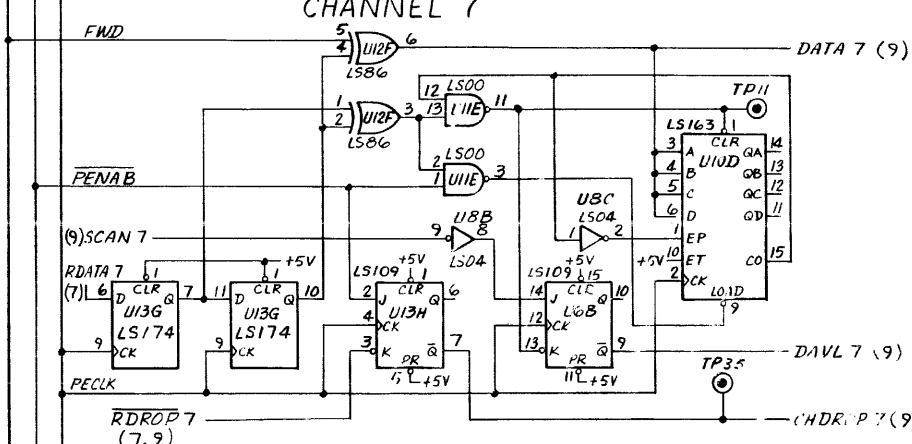 CHANNEL 7
FWD
5
4
U12F
6
LS86
DATA 7 (9)
LS00
12
13
U11E
11
TP11
1
2
U12F
3
LS86
LS163
1
CLR
U10D
3 A QA 14
4 B QB 13
5 C QC 12
6 D QD 11
1 EP
+5V 10 ET CO 15
2 CK
LOAD
9
LS00
2
1
U11E
3
PENAB
U8C
LS04
1
2
(9) SCAN 7
9
U8B
8
LS04
RDATA 7
(7)
6
1
CLR
D Q
7
U13G
LS174
9
CK
+5V
11
1
CLR
D Q
10
U13G
LS174
9
CK
LS109
+5V
1
2
J
CLR
Q
6
4
CK
U13H
3
K
Q
7
PR
+5V
LS109
+5V
15
14
J
Q
10
12
CK
13
K
Q
9
PR
11
+5V
DAVL 7 (9)
TP35
PECLK
RDROP 7
(7,9)
CHDROP 7 (9